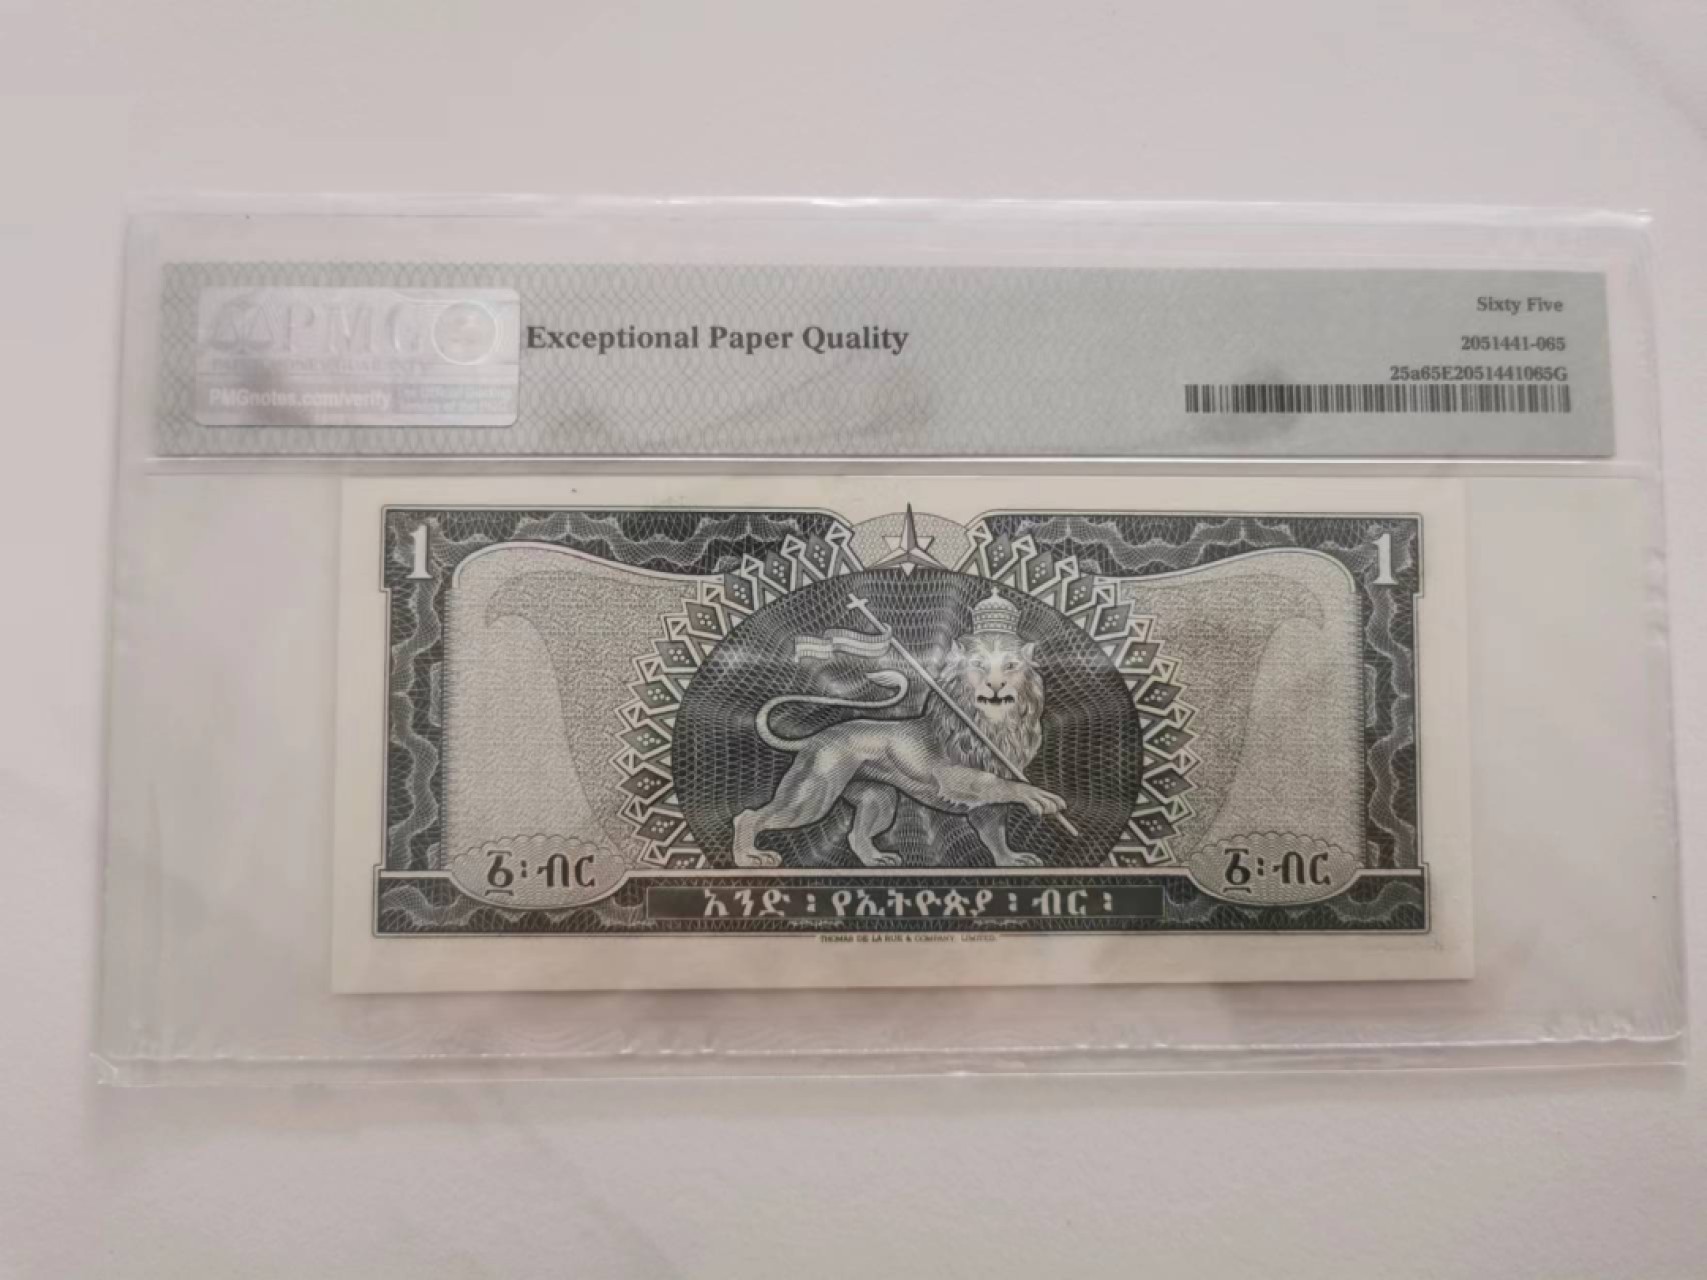 PMG
PMGnotes.com/verify
Exceptional Paper Quality
Sixty Five
2051441-065
25a65E2051441065G
1
1
፩፡ብር
፩፡ብር
አንድ ፡ የኢትዮጵያ ፡ ብር ፡
THOMAS DE LA RUE & COMPANY, LIMITED.